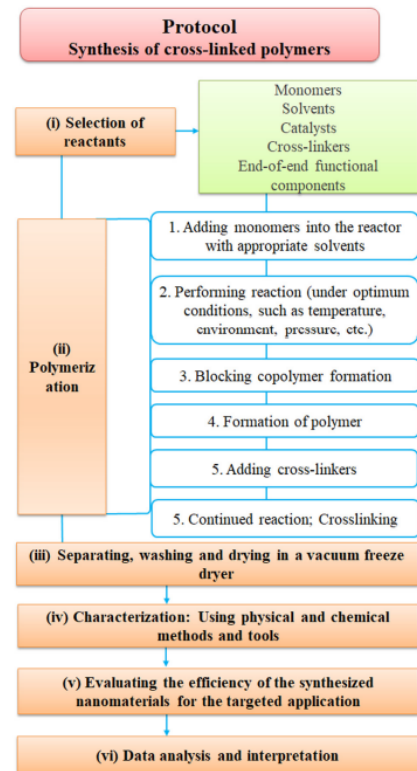 Protocol
Synthesis of cross-linked polymers
(i) Selection of
reactants
Monomers
Solvents
Catalysts
Cross-linkers
End-of-end functional
components
(ii)
Polymeriz
ation
1. Adding monomers into the reactor
with appropriate solvents
2. Performing reaction (under optimum
conditions, such as temperature,
environment, pressure, etc.)
3. Blocking copolymer formation
4. Formation of polymer
5. Adding cross-linkers
5. Continued reaction; Crosslinking
(iii) Separating, washing and drying in a vacuum freeze
dryer
(iv) Characterization: Using physical and chemical
methods and tools
(v) Evaluating the efficiency of the synthesized
nanomaterials for the targeted application
(vi) Data analysis and interpretation